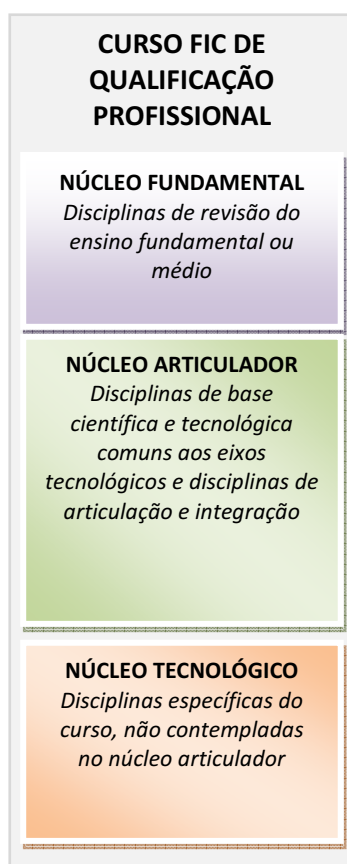 CURSO FIC DE
QUALIFICAÇÃO
PROFISSIONAL
NÚCLEO FUNDAMENTAL
Disciplinas de revisão do
ensino fundamental ou
médio
NÚCLEO ARTICULADOR
Disciplinas de base
científica e tecnológica
comuns aos eixos
tecnológicos e disciplinas de
articulação e integração
NÚCLEO TECNOLÓGICO
Disciplinas específicas do
curso, não contempladas
no núcleo articulador